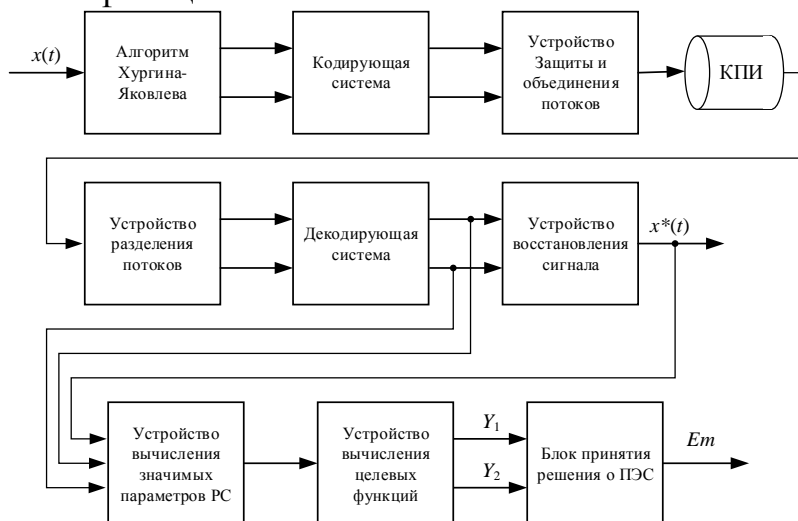 x(t)
Алгоритм
Хургина-
Яковлева
Кодирующая
система
Устройство
Защиты и
объединения
потоков
КПИ
Устройство
разделения
потоков
Декодирующая
система
Устройство
восстановления
сигнала
x*(t)
Устройство
вычисления
значимых
параметров РС
Устройство
вычисления
целевых
функций
Y1
Y2
Блок принятия
решения о ПЭС
Em